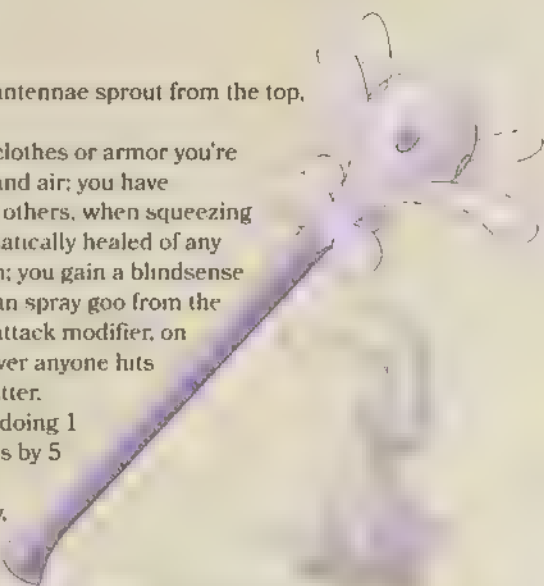 antennae sprout from the top,
clothes or armor you're
and air; you have
others, when squeezing
atically healed of any
n; you gain a blindsense
an spray goo from the
attack modifier, on
ver anyone hits
tter.
doing 1
s by 5
y.